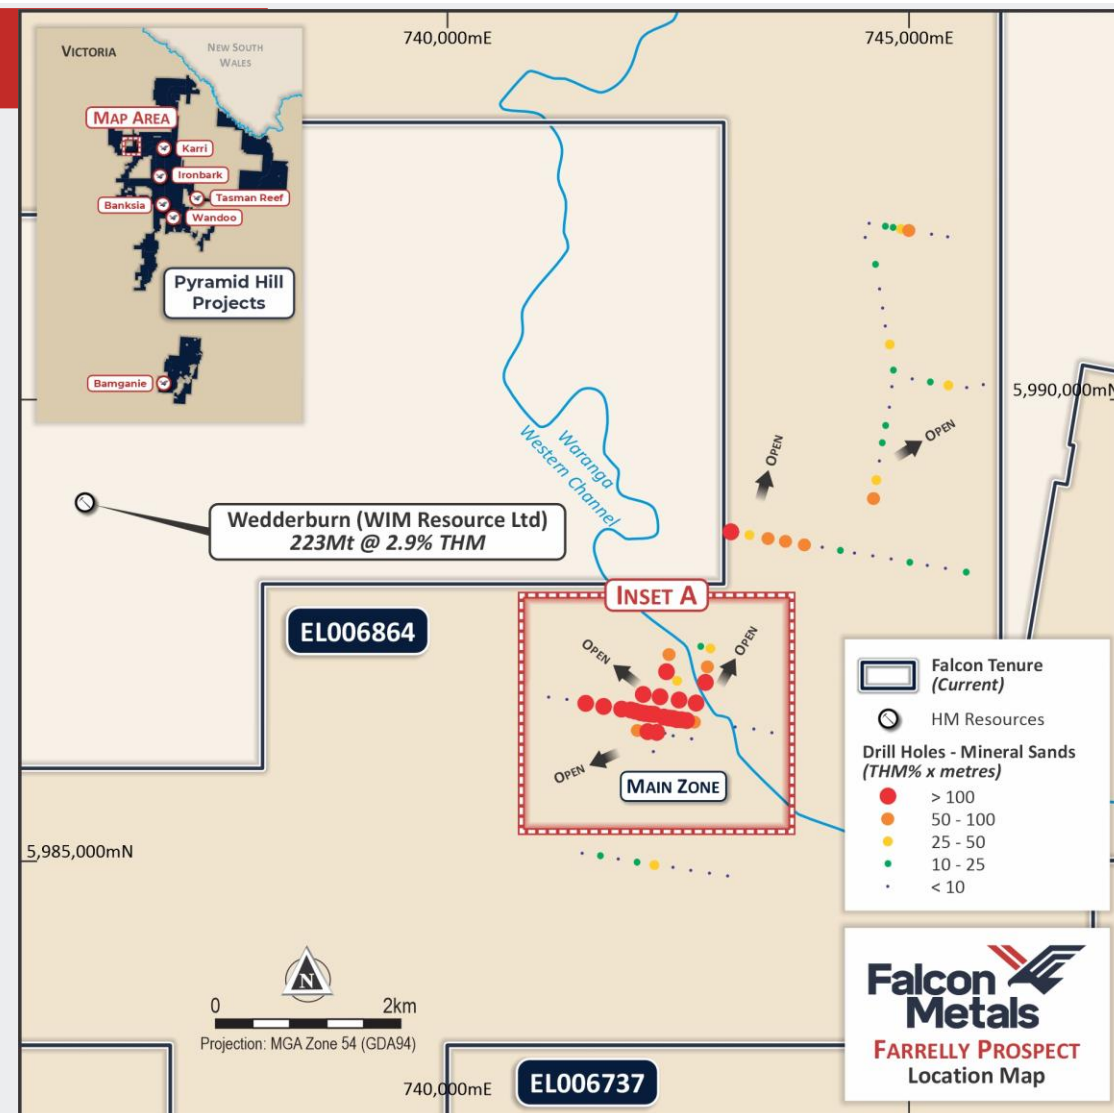 740,000mE
745,000mE
VICTORIA
NEW SOUTH
WALES
MAP AREA
Karri
Ironbark
Tasman Reef
Banksia
Wandoo
Pyramid Hill
Projects
Bamganie
5,990,000mN
OPEN
OPEN
Waranga
Western Channel
Wedderburn (WIM Resource Ltd)
223Mt @ 2.9% THM
INSET A
EL006864
OPEN
OPEN
OPEN
MAIN ZONE
Falcon Tenure
(Current)
HM Resources
Drill Holes - Mineral Sands
(THM% x metres)
> 100
50 - 100
25 - 50
10 - 25
< 10
5,985,000mN
N
0 2km
Projection: MGA Zone 54 (GDA94)
Falcon
Metals
FARRELLY PROSPECT
Location Map
740,000mE
EL006737